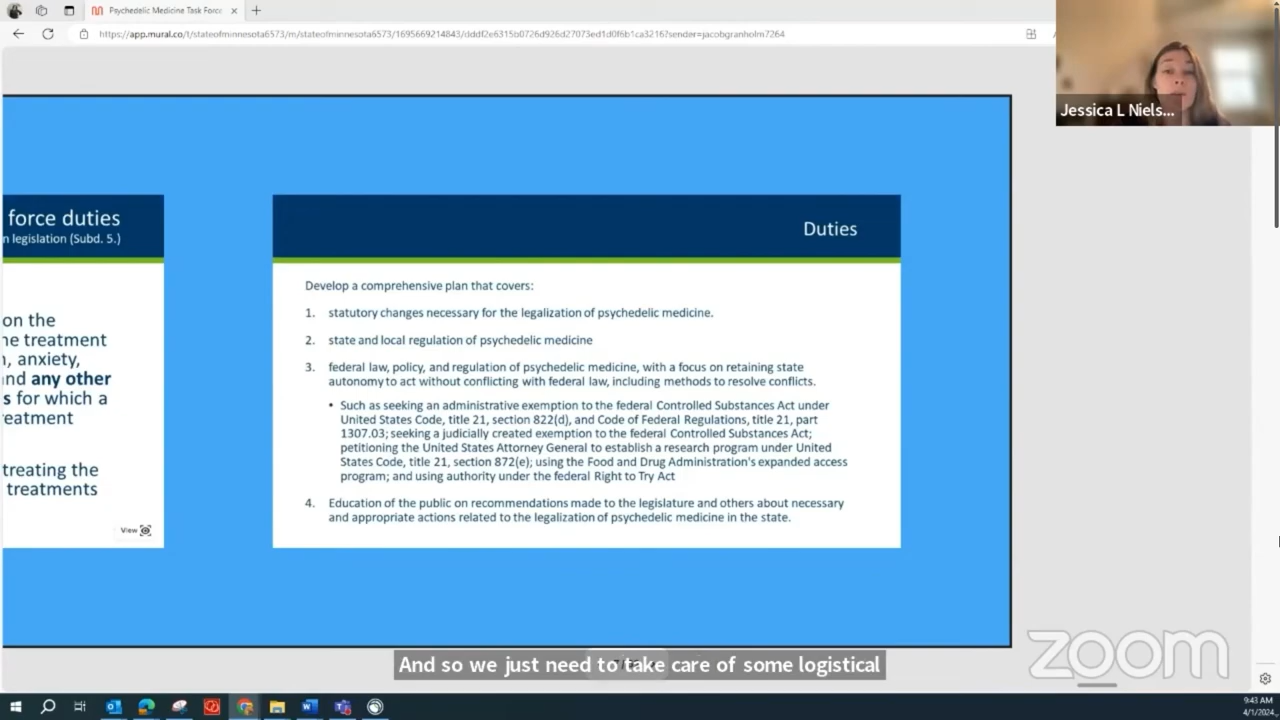 Psychedelic Medicine Task Force
https://app.mural.co/t/stateofminnesota6573/m/stateofminnesota6573/1695669214843/dddf2e6315b0726d926d27073ed1d0f6b1ca3216?sender=jacobgranholm7264
Jessica L Niels...
force duties
n legislation (Subd. 5.)
on the
he treatment
n, anxiety,
nd any other
s for which a
reatment
treating the
treatments
View
Duties
Develop a comprehensive plan that covers:
1. statutory changes necessary for the legalization of psychedelic medicine.
2. state and local regulation of psychedelic medicine
3. federal law, policy, and regulation of psychedelic medicine, with a focus on retaining state
autonomy to act without conflicting with federal law, including methods to resolve conflicts.
• Such as seeking an administrative exemption to the federal Controlled Substances Act under
United States Code, title 21, section 822(d), and Code of Federal Regulations, title 21, part
1307.03; seeking a judicially created exemption to the federal Controlled Substances Act;
petitioning the United States Attorney General to establish a research program under United
States Code, title 21, section 872(e); using the Food and Drug Administration's expanded access
program; and using authority under the federal Right to Try Act
4. Education of the public on recommendations made to the legislature and others about necessary
and appropriate actions related to the legalization of psychedelic medicine in the state.
And so we just need to take care of some logistical
zoom
9:43 AM
4/1/2024